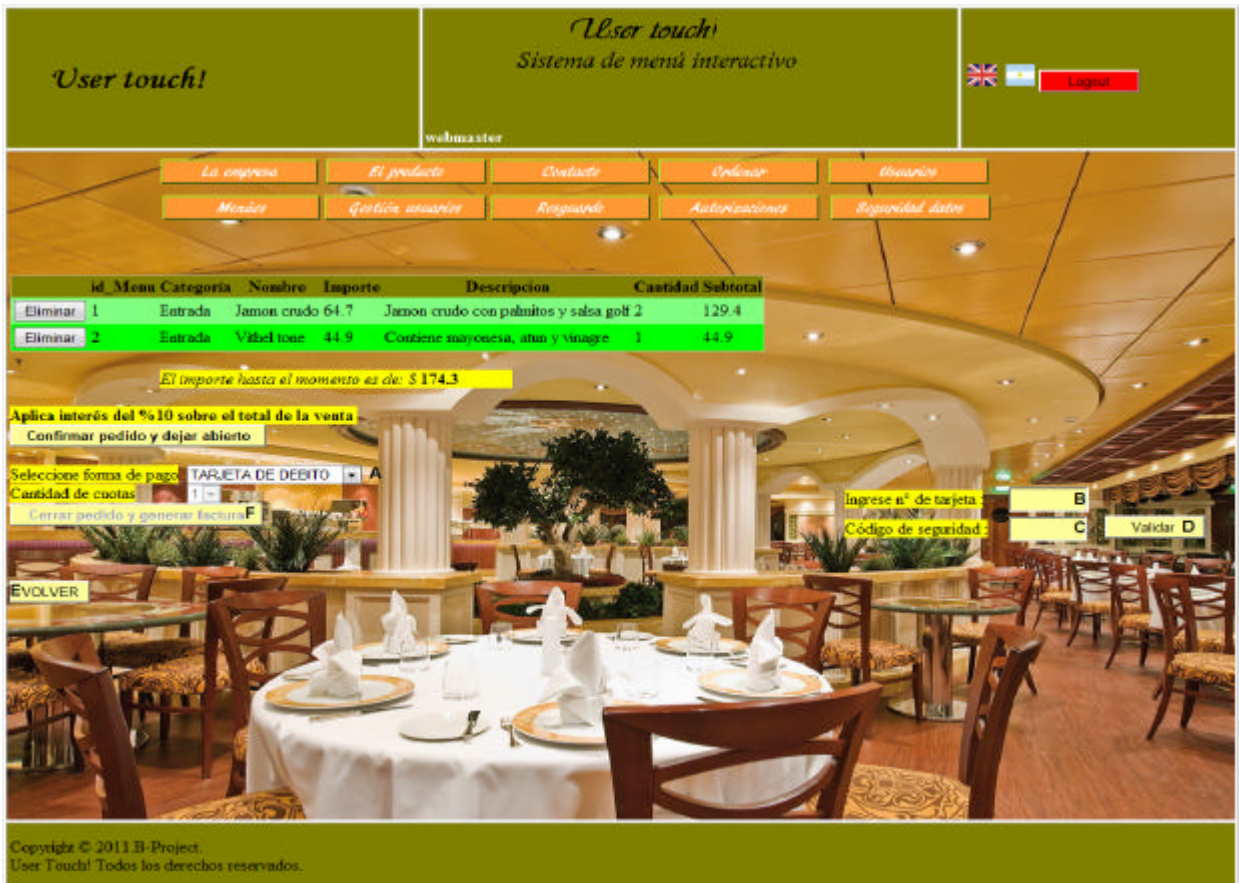 User touch!
User touch!
Sistema de menú interactivo
webmaster
Logout
La empresa El producto Contacto Ordenar Usuarios
Menúes Gestión usuarios Resguardo Autorizaciones Seguridad datos
id_Menu Categoria Nombre Importe Descripcion Cantidad Subtotal
Eliminar 1 Entrada Jamon crudo 64.7 Jamon crudo con palmitos y salsa golf 2 129.4
Eliminar 2 Entrada Vithel tone 44.9 Contiene mayonesa, atun y vinagre 1 44.9
El importe hasta el momento es de: $ 174.3
Aplica interés del %10 sobre el total de la venta
Confirmar pedido y dejar abierto
Seleccione forma de pago TARJETA DE DEBITO A
Cantidad de cuotas 1
Cerrar pedido y generar factura F
Ingrese nº de tarjeta : B
Código de seguridad : C Validar D
EVOLVER
Copyright © 2011.B-Project.
User Touch! Todos los derechos reservados.